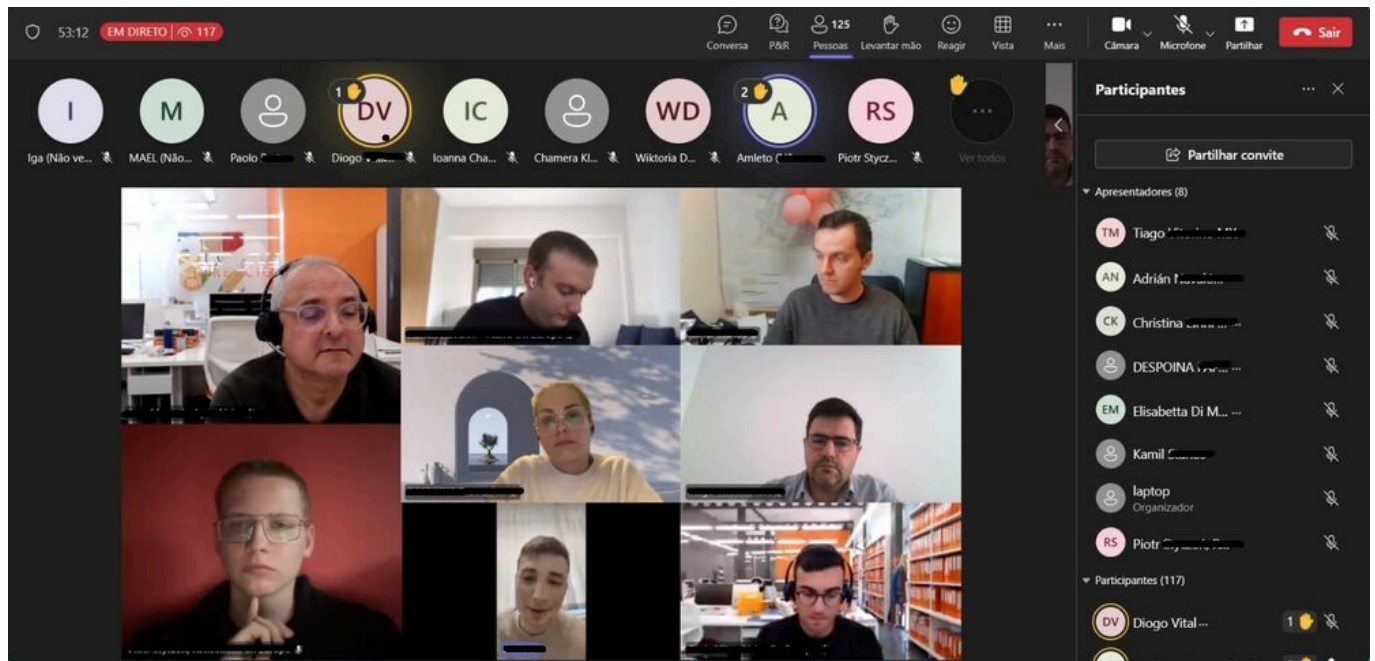 53:12 EM DIRETO 117
Conversa P&R 125 Pessoas Levantar mão Reagir Vista Mais Câmara Microfone Partilhar Sair
I M 1 DV IC WD 2 A RS ...
Iga (Não ve... MAEL (Não... Paolo Diogo Ioanna Cha... Chamera Kl... Wiktoria D... Amleto Piotr Stycz... Ver todos
Participantes ...
Partilhar convite
Apresentadores (8)
TM Tiago
AN Adrián
CK Christina
DESPOINA
EM Elisabetta Di M... ...
Kamil
laptop
Organizador
RS Piotr
Participantes (117)
DV Diogo Vital ... 1